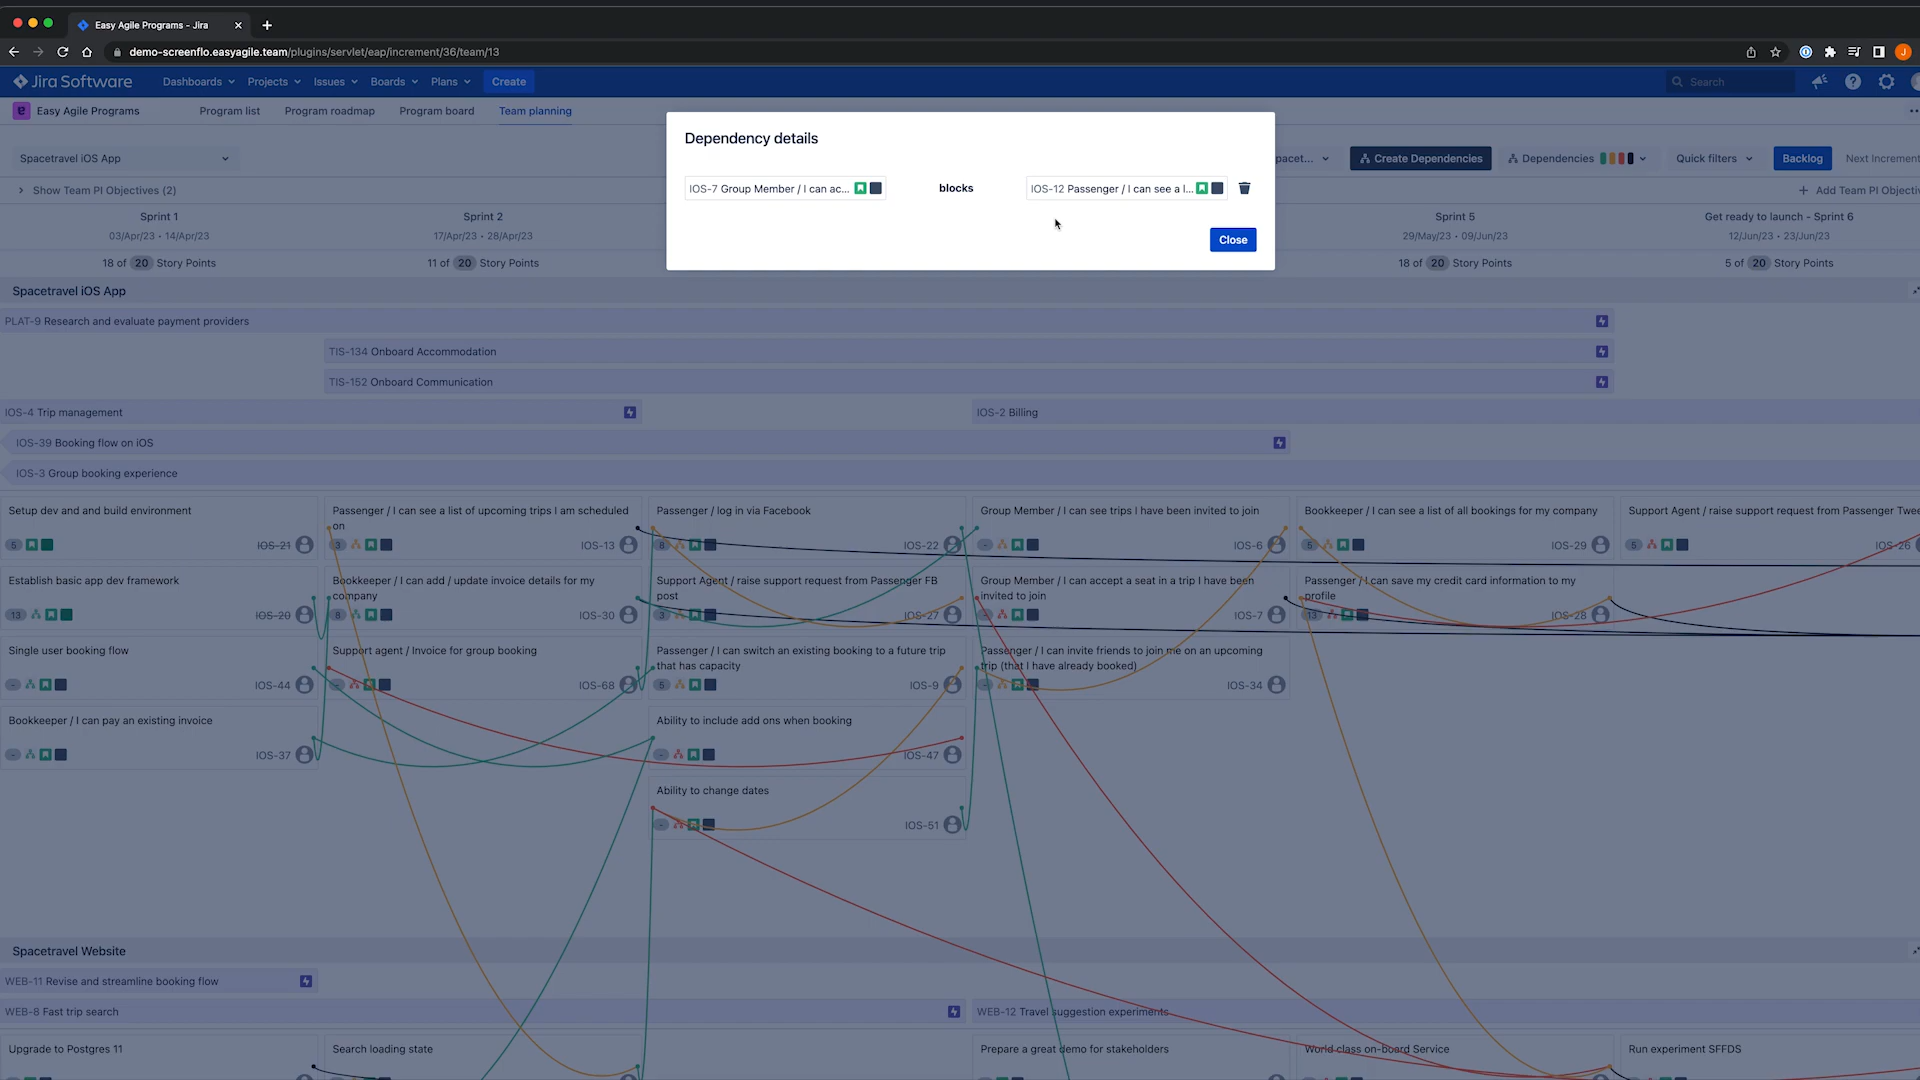 Easy Agile Programs - Jira
demo-screenflo.easyagile.team/plugins/servlet/eap/increment/36/team/13
Jira Software
Dashboards
Projects
Issues
Boards
Plans
Create
Search
Easy Agile Programs
Program list
Program roadmap
Program board
Team planning
Dependency details
IOS-7 Group Member / I can ac...
blocks
IOS-12 Passenger / I can see a l...
Close
Spacetravel iOS App
Create Dependencies
Dependencies
Quick filters
Backlog
Next Increment
Show Team PI Objectives (2)
Add Team PI Objectiv
Sprint 1
03/Apr/23 • 14/Apr/23
18 of 20 Story Points
Sprint 2
17/Apr/23 • 28/Apr/23
11 of 20 Story Points
Sprint 5
29/May/23 • 09/Jun/23
18 of 20 Story Points
Get ready to launch - Sprint 6
12/Jun/23 • 23/Jun/23
5 of 20 Story Points
Spacetravel iOS App
PLAT-9 Research and evaluate payment providers
TIS-134 Onboard Accommodation
TIS-152 Onboard Communication
IOS-4 Trip management
IOS-2 Billing
IOS-39 Booking flow on iOS
IOS-3 Group booking experience
Setup dev and and build environment
5
IOS-21
Passenger / I can see a list of upcoming trips I am scheduled
on
3
IOS-13
Passenger / log in via Facebook
8
IOS-22
Group Member / I can see trips I have been invited to join
-
IOS-6
Bookkeeper / I can see a list of all bookings for my company
5
IOS-29
Support Agent / raise support request from Passenger Twee
5
IOS-26
Establish basic app dev framework
13
IOS-20
Bookkeeper / I can add / update invoice details for my
company
8
IOS-30
Support Agent / raise support request from Passenger FB
post
3
IOS-27
Group Member / I can accept a seat in a trip I have been
invited to join
IOS-7
Passenger / I can save my credit card information to my
profile
13
IOS-28
Single user booking flow
-
IOS-44
Support agent / Invoice for group booking
-
IOS-68
Passenger / I can switch an existing booking to a future trip
that has capacity
5
IOS-9
Passenger / I can invite friends to join me on an upcoming
trip (that I have already booked)
-
IOS-34
Bookkeeper / I can pay an existing invoice
-
IOS-37
Ability to include add ons when booking
-
IOS-47
Ability to change dates
-
IOS-51
Spacetravel Website
WEB-11 Revise and streamline booking flow
WEB-8 Fast trip search
WEB-12 Travel suggestion experiments
Upgrade to Postgres 11
Search loading state
Prepare a great demo for stakeholders
World class on-board Service
Run experiment SFFDS